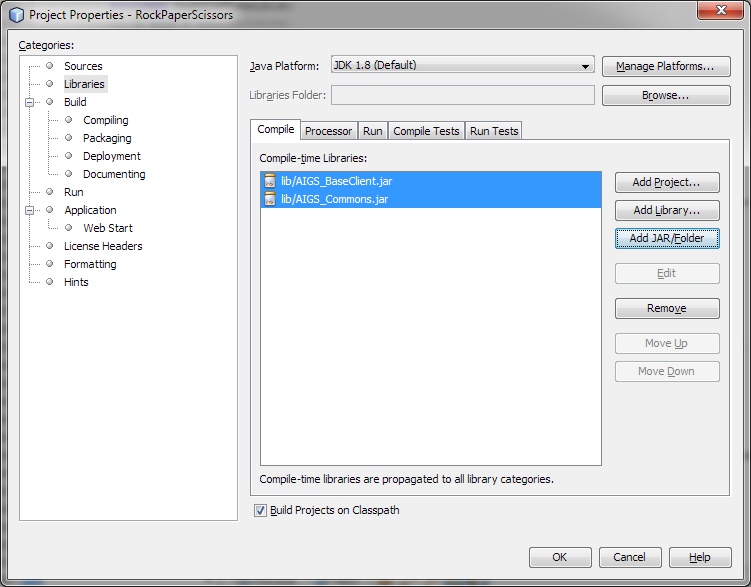 Project Properties - RockPaperScissors
Categories:
Sources
Libraries
Build
Compiling
Packaging
Deployment
Documenting
Run
Application
Web Start
License Headers
Formatting
Hints
Java Platform:
JDK 1.8 (Default)
Manage Platforms...
Libraries Folder:
Browse...
Compile
Processor
Run
Compile Tests
Run Tests
Compile-time Libraries:
lib/AIGS_BaseClient.jar
lib/AIGS_Commons.jar
Add Project...
Add Library...
Add JAR/Folder
Edit
Remove
Move Up
Move Down
Compile-time libraries are propagated to all library categories.
Build Projects on Classpath
OK
Cancel
Help